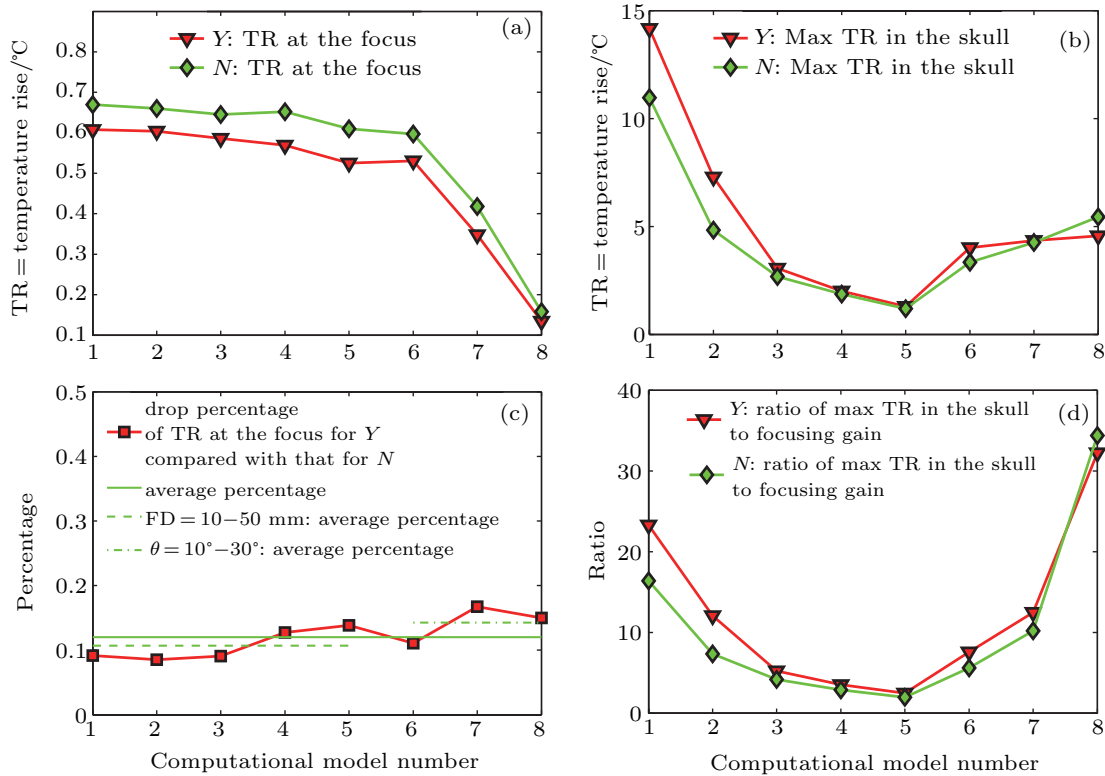 (a)
Y: TR at the focus
N: TR at the focus
TR = temperature rise/℃
0.9
0.8
0.7
0.6
0.5
0.4
0.3
0.2
0.1
1 2 3 4 5 6 7 8
(b)
Y: Max TR in the skull
N: Max TR in the skull
TR = temperature rise/℃
15
10
5
0
1 2 3 4 5 6 7 8
(c)
drop percentage
of TR at the focus for Y
compared with that for N
average percentage
FD = 10–50 mm: average percentage
θ = 10°–30°: average percentage
Percentage
0.5
0.4
0.3
0.2
0.1
0
1 2 3 4 5 6 7 8
Computational model number
(d)
Y: ratio of max TR in the skull
to focusing gain
N: ratio of max TR in the skull
to focusing gain
Ratio
40
30
20
10
0
1 2 3 4 5 6 7 8
Computational model number